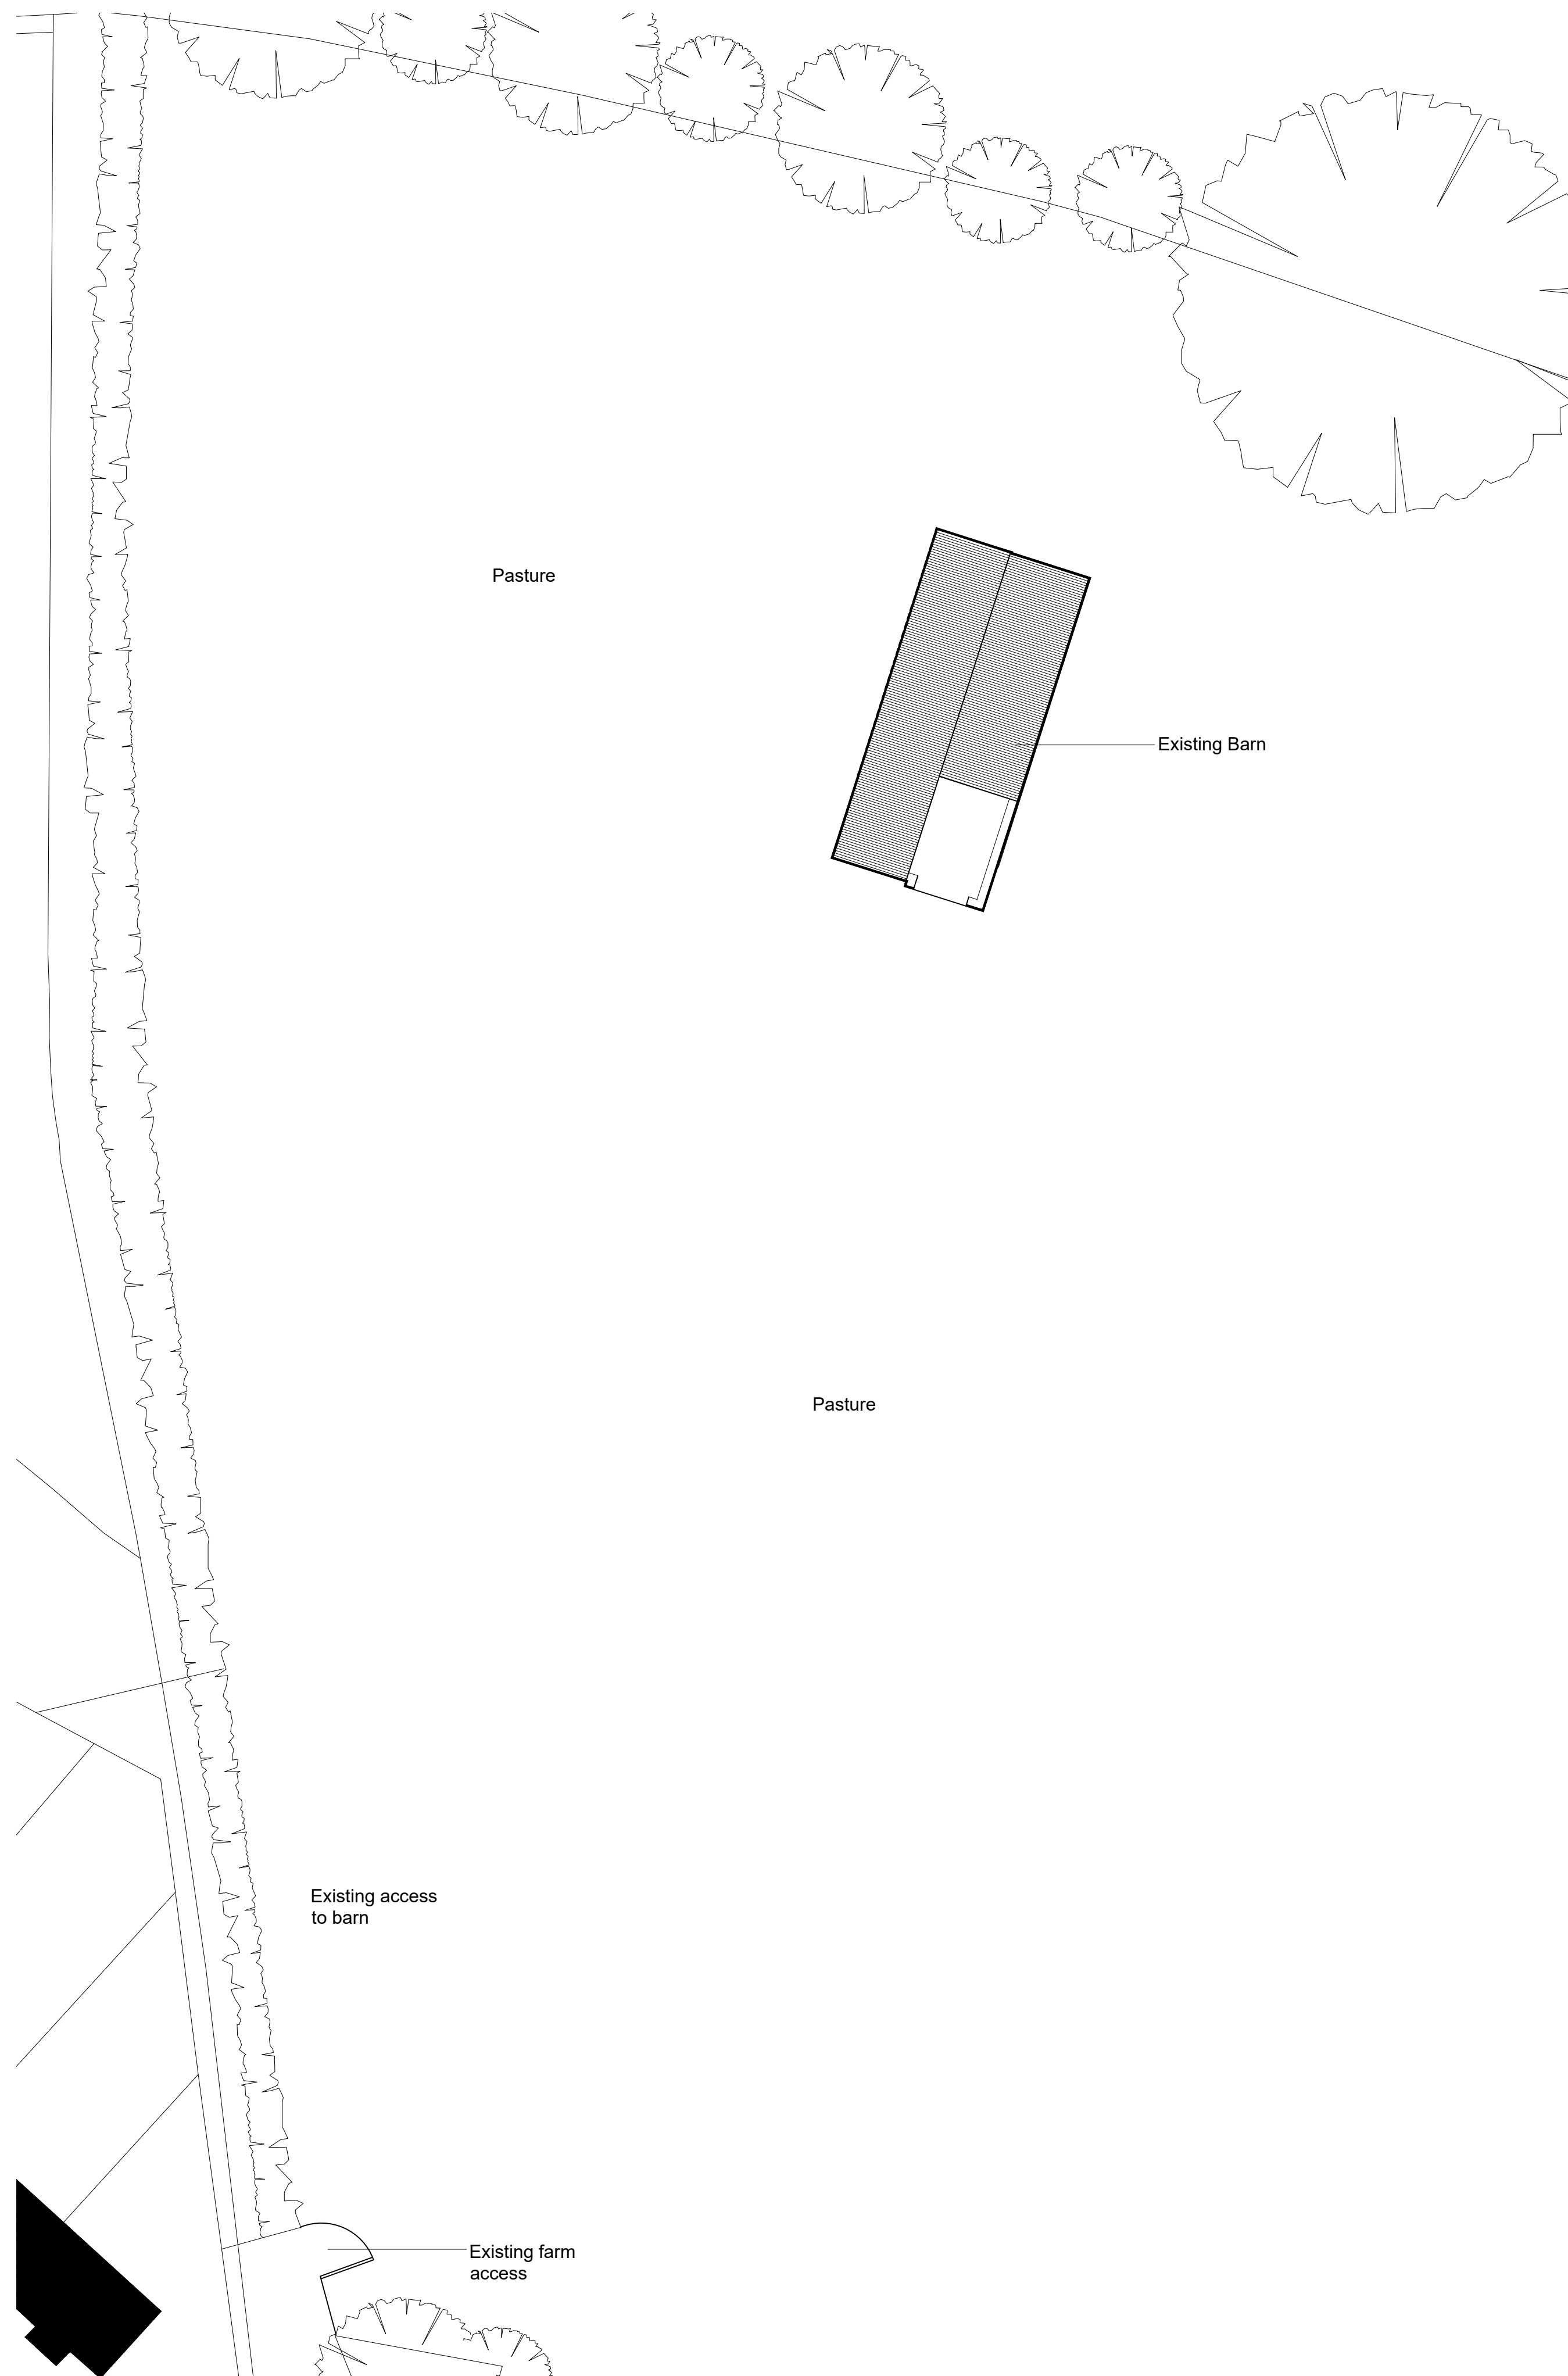 Pasture
Existing Barn
Pasture
Existing access
to barn
Existing farm
access